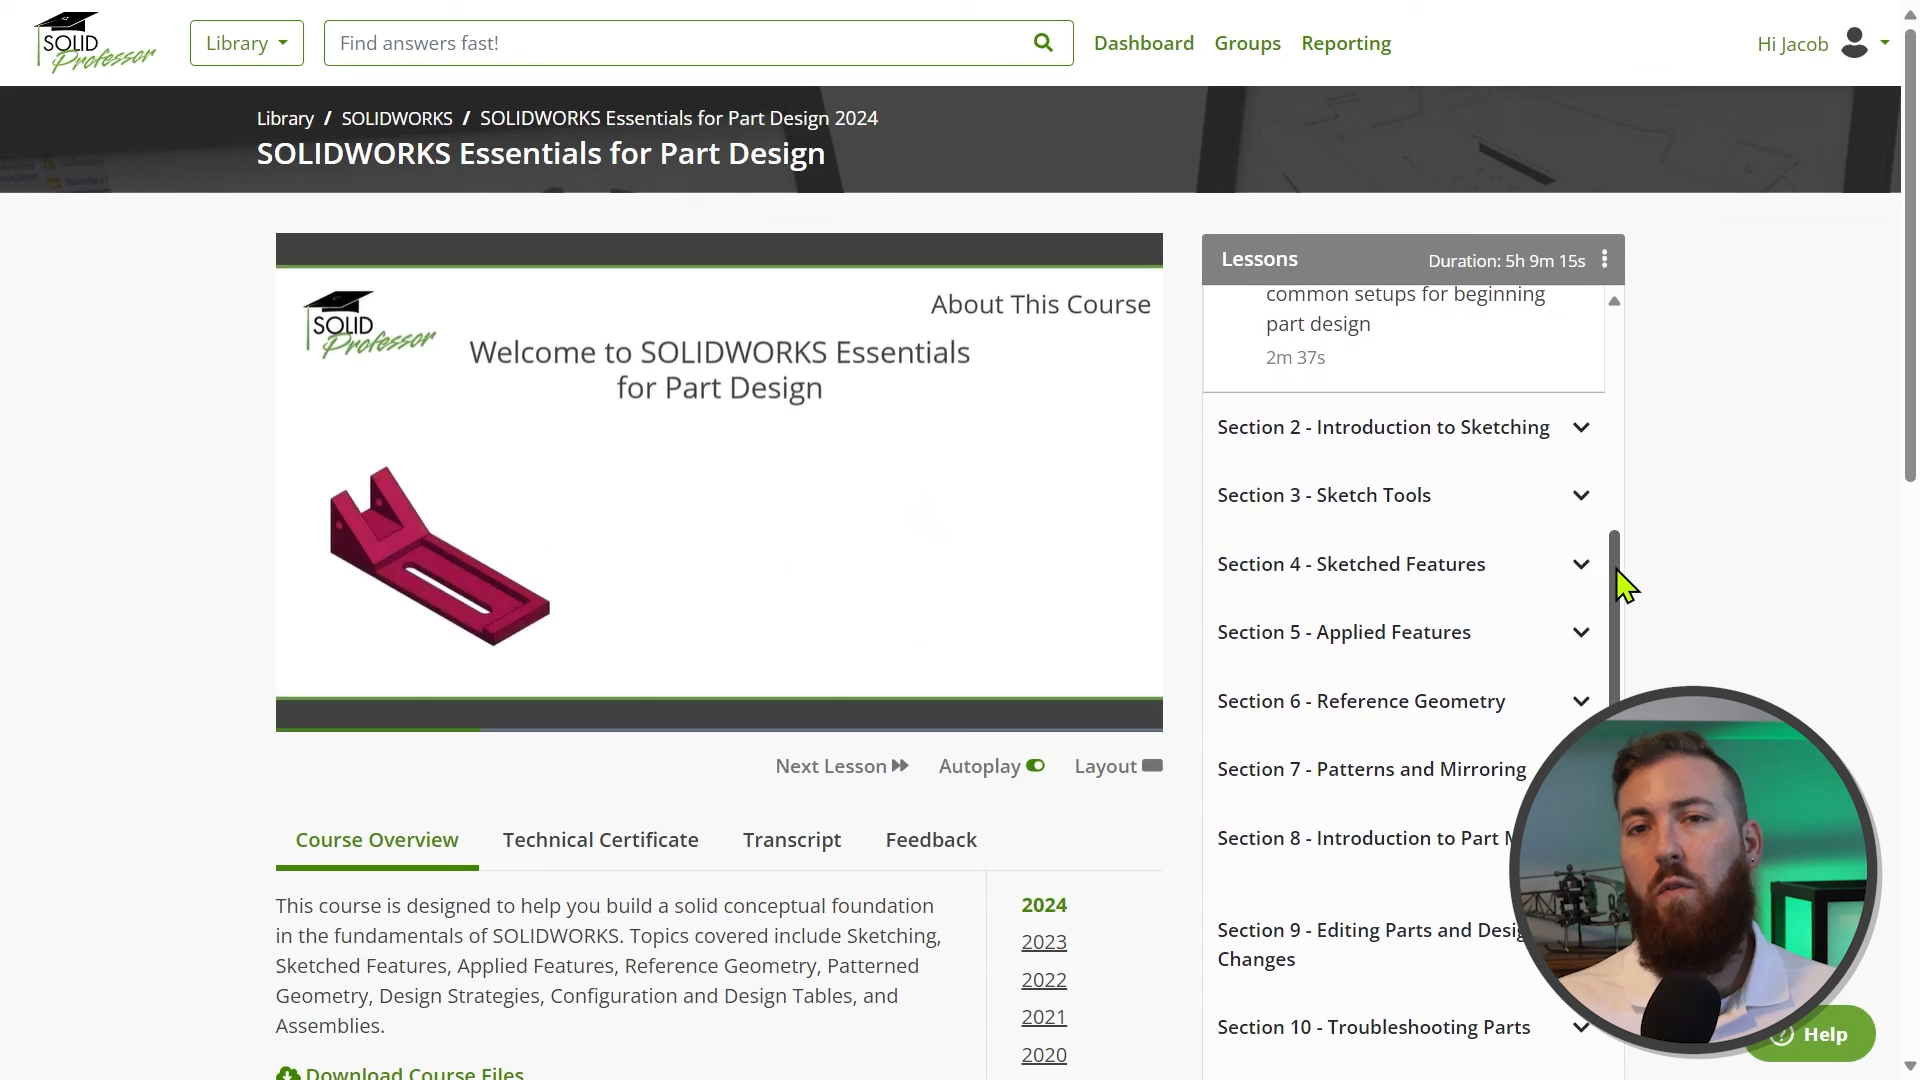 SOLID
Professor
Library
Find answers fast!
Dashboard
Groups
Reporting
Hi Jacob
Library / SOLIDWORKS / SOLIDWORKS Essentials for Part Design 2024
SOLIDWORKS Essentials for Part Design
SOLID
Professor
About This Course
Welcome to SOLIDWORKS Essentials
for Part Design
Next Lesson
Autoplay
Layout
Lessons
Duration: 5h 9m 15s
common setups for beginning
part design
2m 37s
Section 2 - Introduction to Sketching
Section 3 - Sketch Tools
Section 4 - Sketched Features
Section 5 - Applied Features
Section 6 - Reference Geometry
Section 7 - Patterns and Mirroring
Section 8 - Introduction to Part
Section 9 - Editing Parts and
Changes
Section 10 - Troubleshooting Parts
Course Overview
Technical Certificate
Transcript
Feedback
This course is designed to help you build a solid conceptual foundation
in the fundamentals of SOLIDWORKS. Topics covered include Sketching,
Sketched Features, Applied Features, Reference Geometry, Patterned
Geometry, Design Strategies, Configuration and Design Tables, and
Assemblies.
Download Course Files
2024
2023
2022
2021
2020
Help